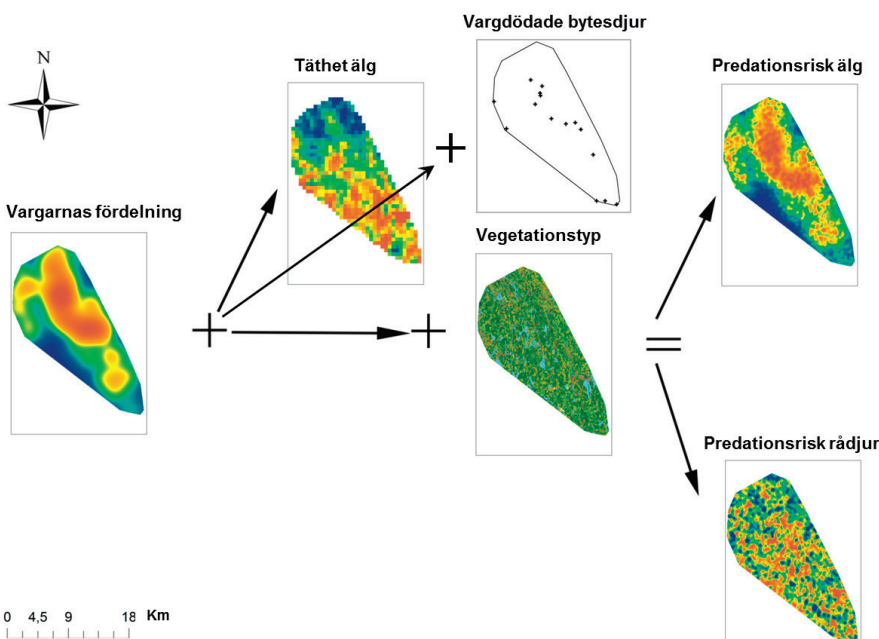 Vargdödade bytesdjur
N
Täthet älg
Predationsrisk älg
Vargarnas fördelning
Vegetationstyp
Predationsrisk rådjur
0 4,5 9 18 Km